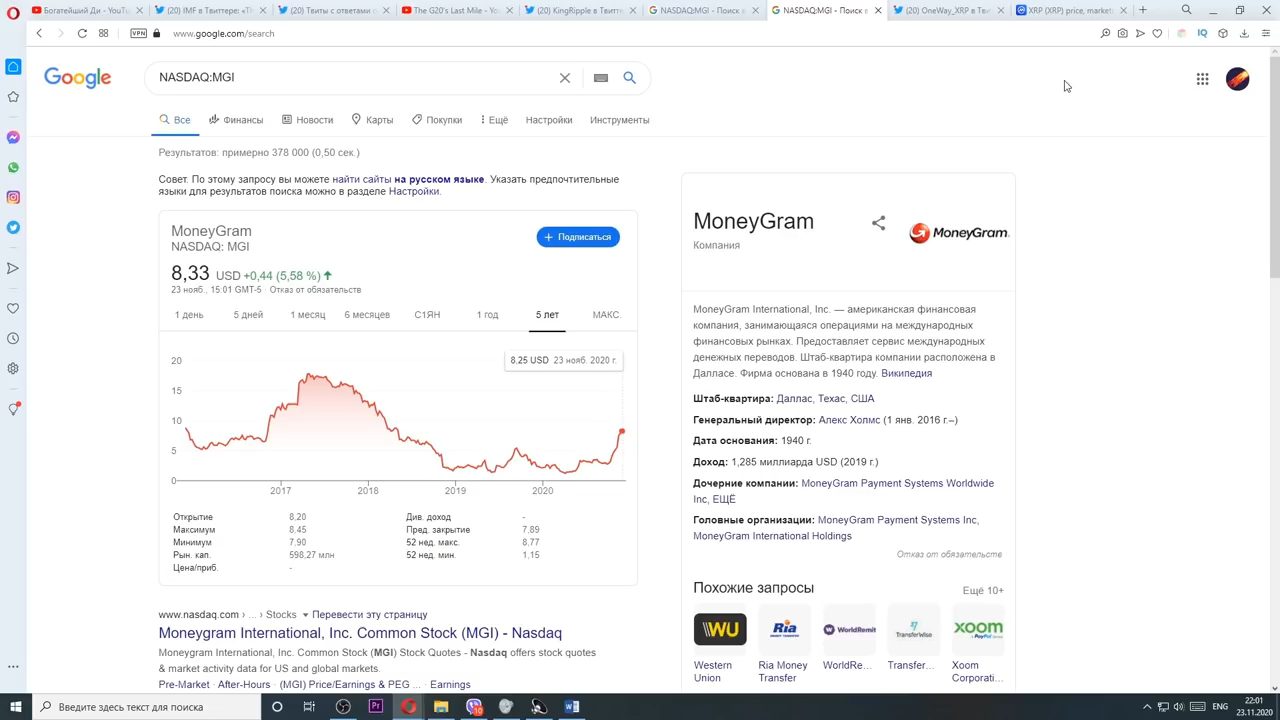 Богатейший Ди - YouTu
(20) IMF в Твиттере: «Th
(20) Твиты с ответами о
The G20's Last Mile - You
(20) KingRipple в Твитте
NASDAQ:MGI - Поиск в
NASDAQ:MGI - Поиск в
(20) OneWay_XRP в Тви
XRP (XRP) price, marketc
VPN
www.google.com/search
Google
NASDAQ:MGI
Все
Финансы
Новости
Карты
Покупки
Ещё
Настройки
Инструменты
Результатов: примерно 378 000 (0,50 сек.)
Совет. По этому запросу вы можете найти сайты на русском языке. Указать предпочтительные
языки для результатов поиска можно в разделе Настройки.
MoneyGram
NASDAQ: MGI
Подписаться
8,33 USD +0,44 (5,58 %)
23 нояб., 15:01 GMT-5 · Отказ от обязательств
1 день
5 дней
1 месяц
6 месяцев
С1ЯН
1 год
5 лет
МАКС.
8,25 USD 23 нояб. 2020 г.
20
15
10
5
0
2017
2018
2019
2020
Открытие 8,20
Максимум 8,45
Минимум 7,90
Рын. кап. 598,27 млн
Цена/приб. -
Див. доход -
Пред. закрытие 7,89
52 нед. макс. 8,77
52 нед. мин. 1,15
www.nasdaq.com › ... › Stocks Перевести эту страницу
Moneygram International, Inc. Common Stock (MGI) - Nasdaq
Moneygram International, Inc. Common Stock (MGI) Stock Quotes - Nasdaq offers stock quotes
& market activity data for US and global markets.
Pre-Market · After-Hours · (MGI) Price/Earnings & PEG ... · Earnings
MoneyGram
Компания
MoneyGram.
MoneyGram International, Inc. — американская финансовая
компания, занимающаяся операциями на международных
финансовых рынках. Предоставляет сервис международных
денежных переводов. Штаб-квартира компании расположена в
Далласе. Фирма основана в 1940 году. Википедия
Штаб-квартира: Даллас, Техас, США
Генеральный директор: Алекс Холмс (1 янв. 2016 г.–)
Дата основания: 1940 г.
Доход: 1,285 миллиарда USD (2019 г.)
Дочерние компании: MoneyGram Payment Systems Worldwide
Inc, ЕЩЁ
Головные организации: MoneyGram Payment Systems Inc,
MoneyGram International Holdings
Отказ от обязательств
Похожие запросы
Ещё 10+
WU
Ria
WorldRemit
TransferWise
xoom
Western
Union
Ria Money
Transfer
WorldRe...
Transfer...
Xoom
Corporati...
Введите здесь текст для поиска
Pr
10
ENG
22:01
23.11.2020